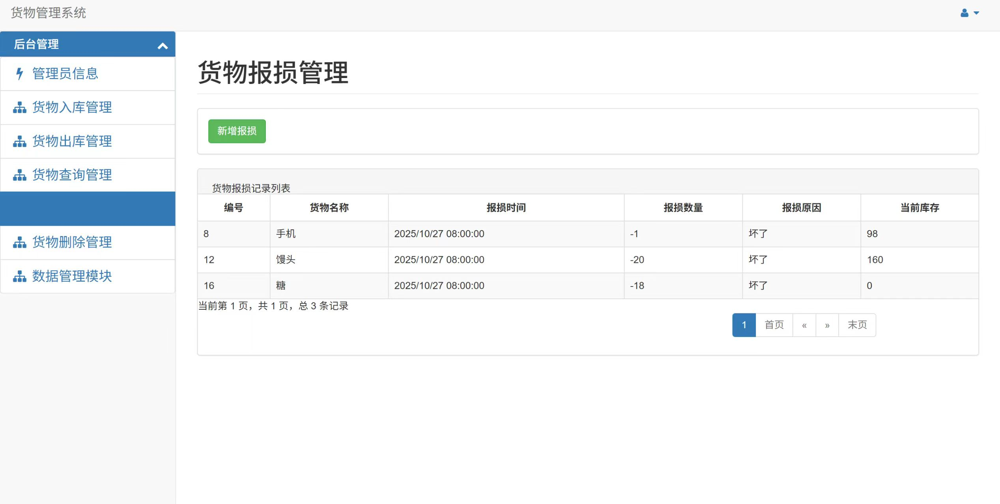 货物管理系统
后台管理
管理员信息
货物入库管理
货物出库管理
货物查询管理
货物删除管理
数据管理模块
货物报损管理
新增报损
货物报损记录列表
编号 货物名称 报损时间 报损数量 报损原因 当前库存
8 手机 2025/10/27 08:00:00 -1 坏了 98
12 馒头 2025/10/27 08:00:00 -20 坏了 160
16 糖 2025/10/27 08:00:00 -18 坏了 0
当前第 1 页，共 1 页，总 3 条记录
1 首页 « » 末页